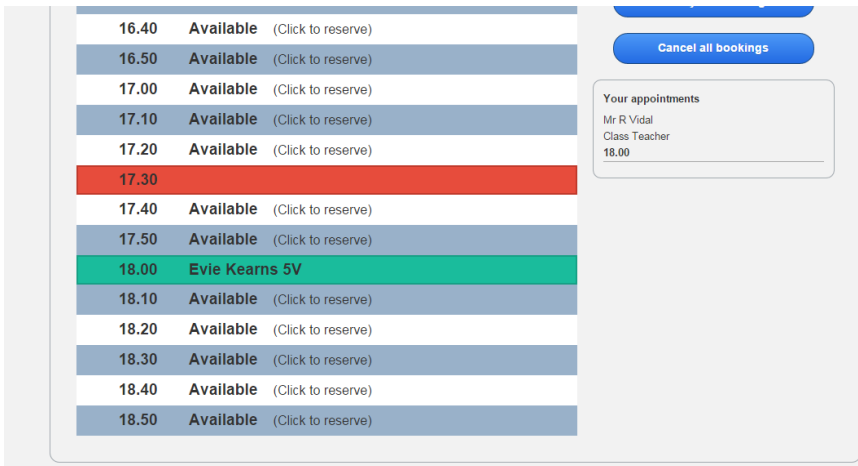 16.40 Available (Click to reserve)
16.50 Available (Click to reserve)
17.00 Available (Click to reserve)
17.10 Available (Click to reserve)
17.20 Available (Click to reserve)
17.30
17.40 Available (Click to reserve)
17.50 Available (Click to reserve)
18.00 Evie Kearns 5V
18.10 Available (Click to reserve)
18.20 Available (Click to reserve)
18.30 Available (Click to reserve)
18.40 Available (Click to reserve)
18.50 Available (Click to reserve)
Cancel all bookings
Your appointments
Mr R Vidal
Class Teacher
18.00